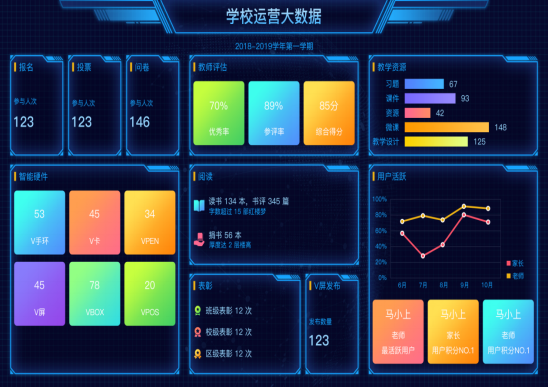 学校运营大数据
2018-2019学年第一学期
报名
参与人次
123
投票
参与人次
123
问卷
参与人次
146
教师评估
70%
优秀率
89%
参评率
85分
综合得分
教学资源
习题 67
课件 93
资源 42
微课 148
教学设计 125
智能硬件
53
V手环
45
V卡
34
VPEN
45
V屏
78
VBOX
20
VPOS
阅读
读书 134 本，书评 345 篇
字数超过 15 部红楼梦
捐书 56 本
厚度达 2 层楼高
表彰
班级表彰 12 次
校级表彰 12 次
区级表彰 12 次
V屏发布
发布数量
123
用户活跃
100%
80%
60%
40%
20%
0%
6月 7月 8月 9月 10月
家长
老师
马小上
老师
最活跃用户
马小上
家长
用户积分NO.1
马小上
老师
用户积分NO.1